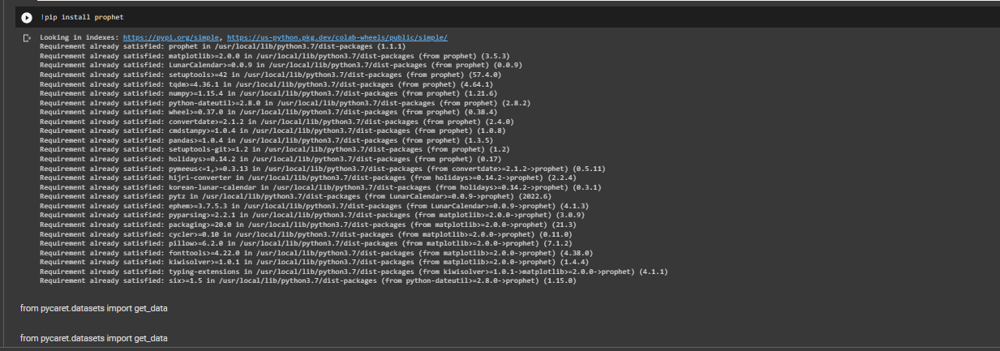 !pip install prophet
Looking in indexes: https://pypi.org/simple, https://us-python.pkg.dev/colab-wheels/public/simple/
Requirement already satisfied: prophet in /usr/local/lib/python3.7/dist-packages (1.1.1)
Requirement already satisfied: matplotlib>=2.0.0 in /usr/local/lib/python3.7/dist-packages (from prophet) (3.5.3)
Requirement already satisfied: LunarCalendar>=0.0.9 in /usr/local/lib/python3.7/dist-packages (from prophet) (0.0.9)
Requirement already satisfied: setuptools>=42 in /usr/local/lib/python3.7/dist-packages (from prophet) (57.4.0)
Requirement already satisfied: tqdm>=4.36.1 in /usr/local/lib/python3.7/dist-packages (from prophet) (4.64.1)
Requirement already satisfied: numpy>=1.15.4 in /usr/local/lib/python3.7/dist-packages (from prophet) (1.21.6)
Requirement already satisfied: python-dateutil>=2.8.0 in /usr/local/lib/python3.7/dist-packages (from prophet) (2.8.2)
Requirement already satisfied: wheel>=0.37.0 in /usr/local/lib/python3.7/dist-packages (from prophet) (0.38.4)
Requirement already satisfied: convertdate>=2.1.2 in /usr/local/lib/python3.7/dist-packages (from prophet) (2.4.0)
Requirement already satisfied: cmdstanpy>=1.0.4 in /usr/local/lib/python3.7/dist-packages (from prophet) (1.0.8)
Requirement already satisfied: pandas>=1.0.4 in /usr/local/lib/python3.7/dist-packages (from prophet) (1.3.5)
Requirement already satisfied: setuptools-git>=1.2 in /usr/local/lib/python3.7/dist-packages (from prophet) (1.2)
Requirement already satisfied: holidays>=0.14.2 in /usr/local/lib/python3.7/dist-packages (from prophet) (0.17)
Requirement already satisfied: pymeeus<=1,>=0.3.13 in /usr/local/lib/python3.7/dist-packages (from convertdate>=2.1.2->prophet) (0.5.11)
Requirement already satisfied: hijri-converter in /usr/local/lib/python3.7/dist-packages (from holidays>=0.14.2->prophet) (2.2.4)
Requirement already satisfied: korean-lunar-calendar in /usr/local/lib/python3.7/dist-packages (from holidays>=0.14.2->prophet) (0.3.1)
Requirement already satisfied: pytz in /usr/local/lib/python3.7/dist-packages (from LunarCalendar>=0.0.9->prophet) (2022.6)
Requirement already satisfied: ephem>=3.7.5.3 in /usr/local/lib/python3.7/dist-packages (from LunarCalendar>=0.0.9->prophet) (4.1.3)
Requirement already satisfied: pyparsing>=2.2.1 in /usr/local/lib/python3.7/dist-packages (from matplotlib>=2.0.0->prophet) (3.0.9)
Requirement already satisfied: packaging>=20.0 in /usr/local/lib/python3.7/dist-packages (from matplotlib>=2.0.0->prophet) (21.3)
Requirement already satisfied: cycler>=0.10 in /usr/local/lib/python3.7/dist-packages (from matplotlib>=2.0.0->prophet) (0.11.0)
Requirement already satisfied: pillow>=6.2.0 in /usr/local/lib/python3.7/dist-packages (from matplotlib>=2.0.0->prophet) (7.1.2)
Requirement already satisfied: fonttools>=4.22.0 in /usr/local/lib/python3.7/dist-packages (from matplotlib>=2.0.0->prophet) (4.38.0)
Requirement already satisfied: kiwisolver>=1.0.1 in /usr/local/lib/python3.7/dist-packages (from matplotlib>=2.0.0->prophet) (1.4.4)
Requirement already satisfied: typing-extensions in /usr/local/lib/python3.7/dist-packages (from kiwisolver>=1.0.1->matplotlib>=2.0.0->prophet) (4.1.1)
Requirement already satisfied: six>=1.5 in /usr/local/lib/python3.7/dist-packages (from python-dateutil>=2.8.0->prophet) (1.15.0)
from pycaret.datasets import get_data
from pycaret.datasets import get_data